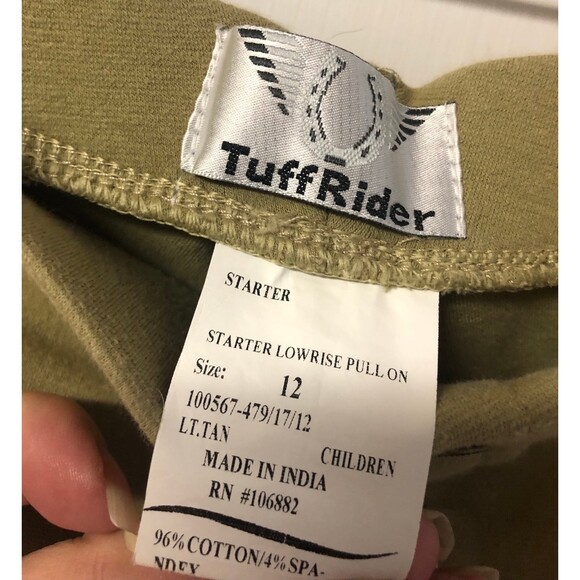 TuffRider
STARTER
STARTER LOWRISE PULL ON
Size: 12
100567-479/17/12
LT.TAN CHILDREN
MADE IN INDIA
RN #106882
96% COTTON/4% SPA-
NDEX